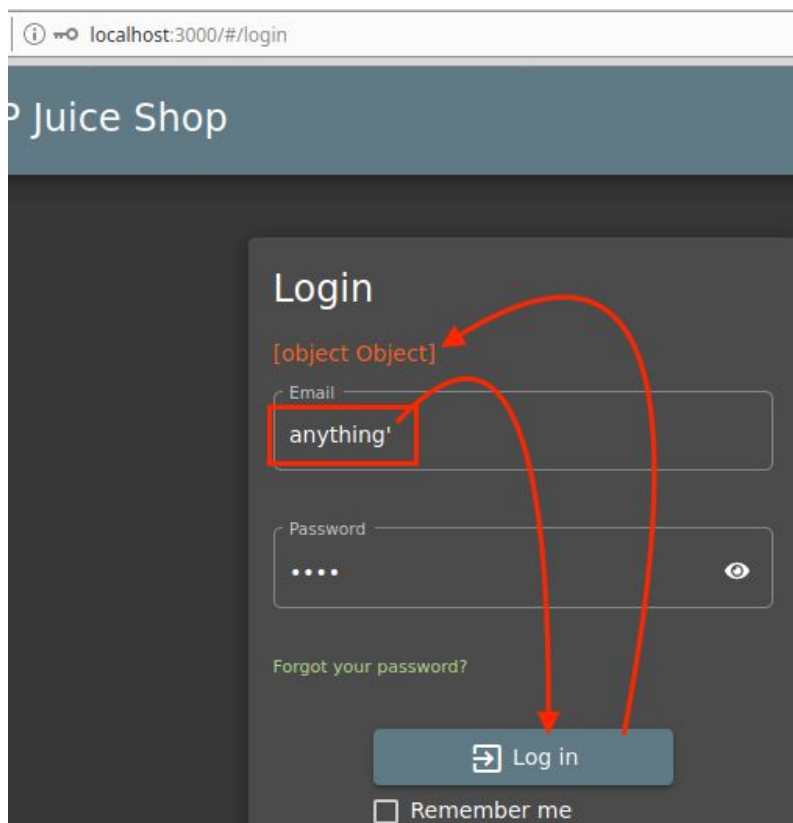 localhost:3000/#/login
P Juice Shop
Login
[object Object]
Email
anything'
Password
••••
Forgot your password?
Log in
Remember me